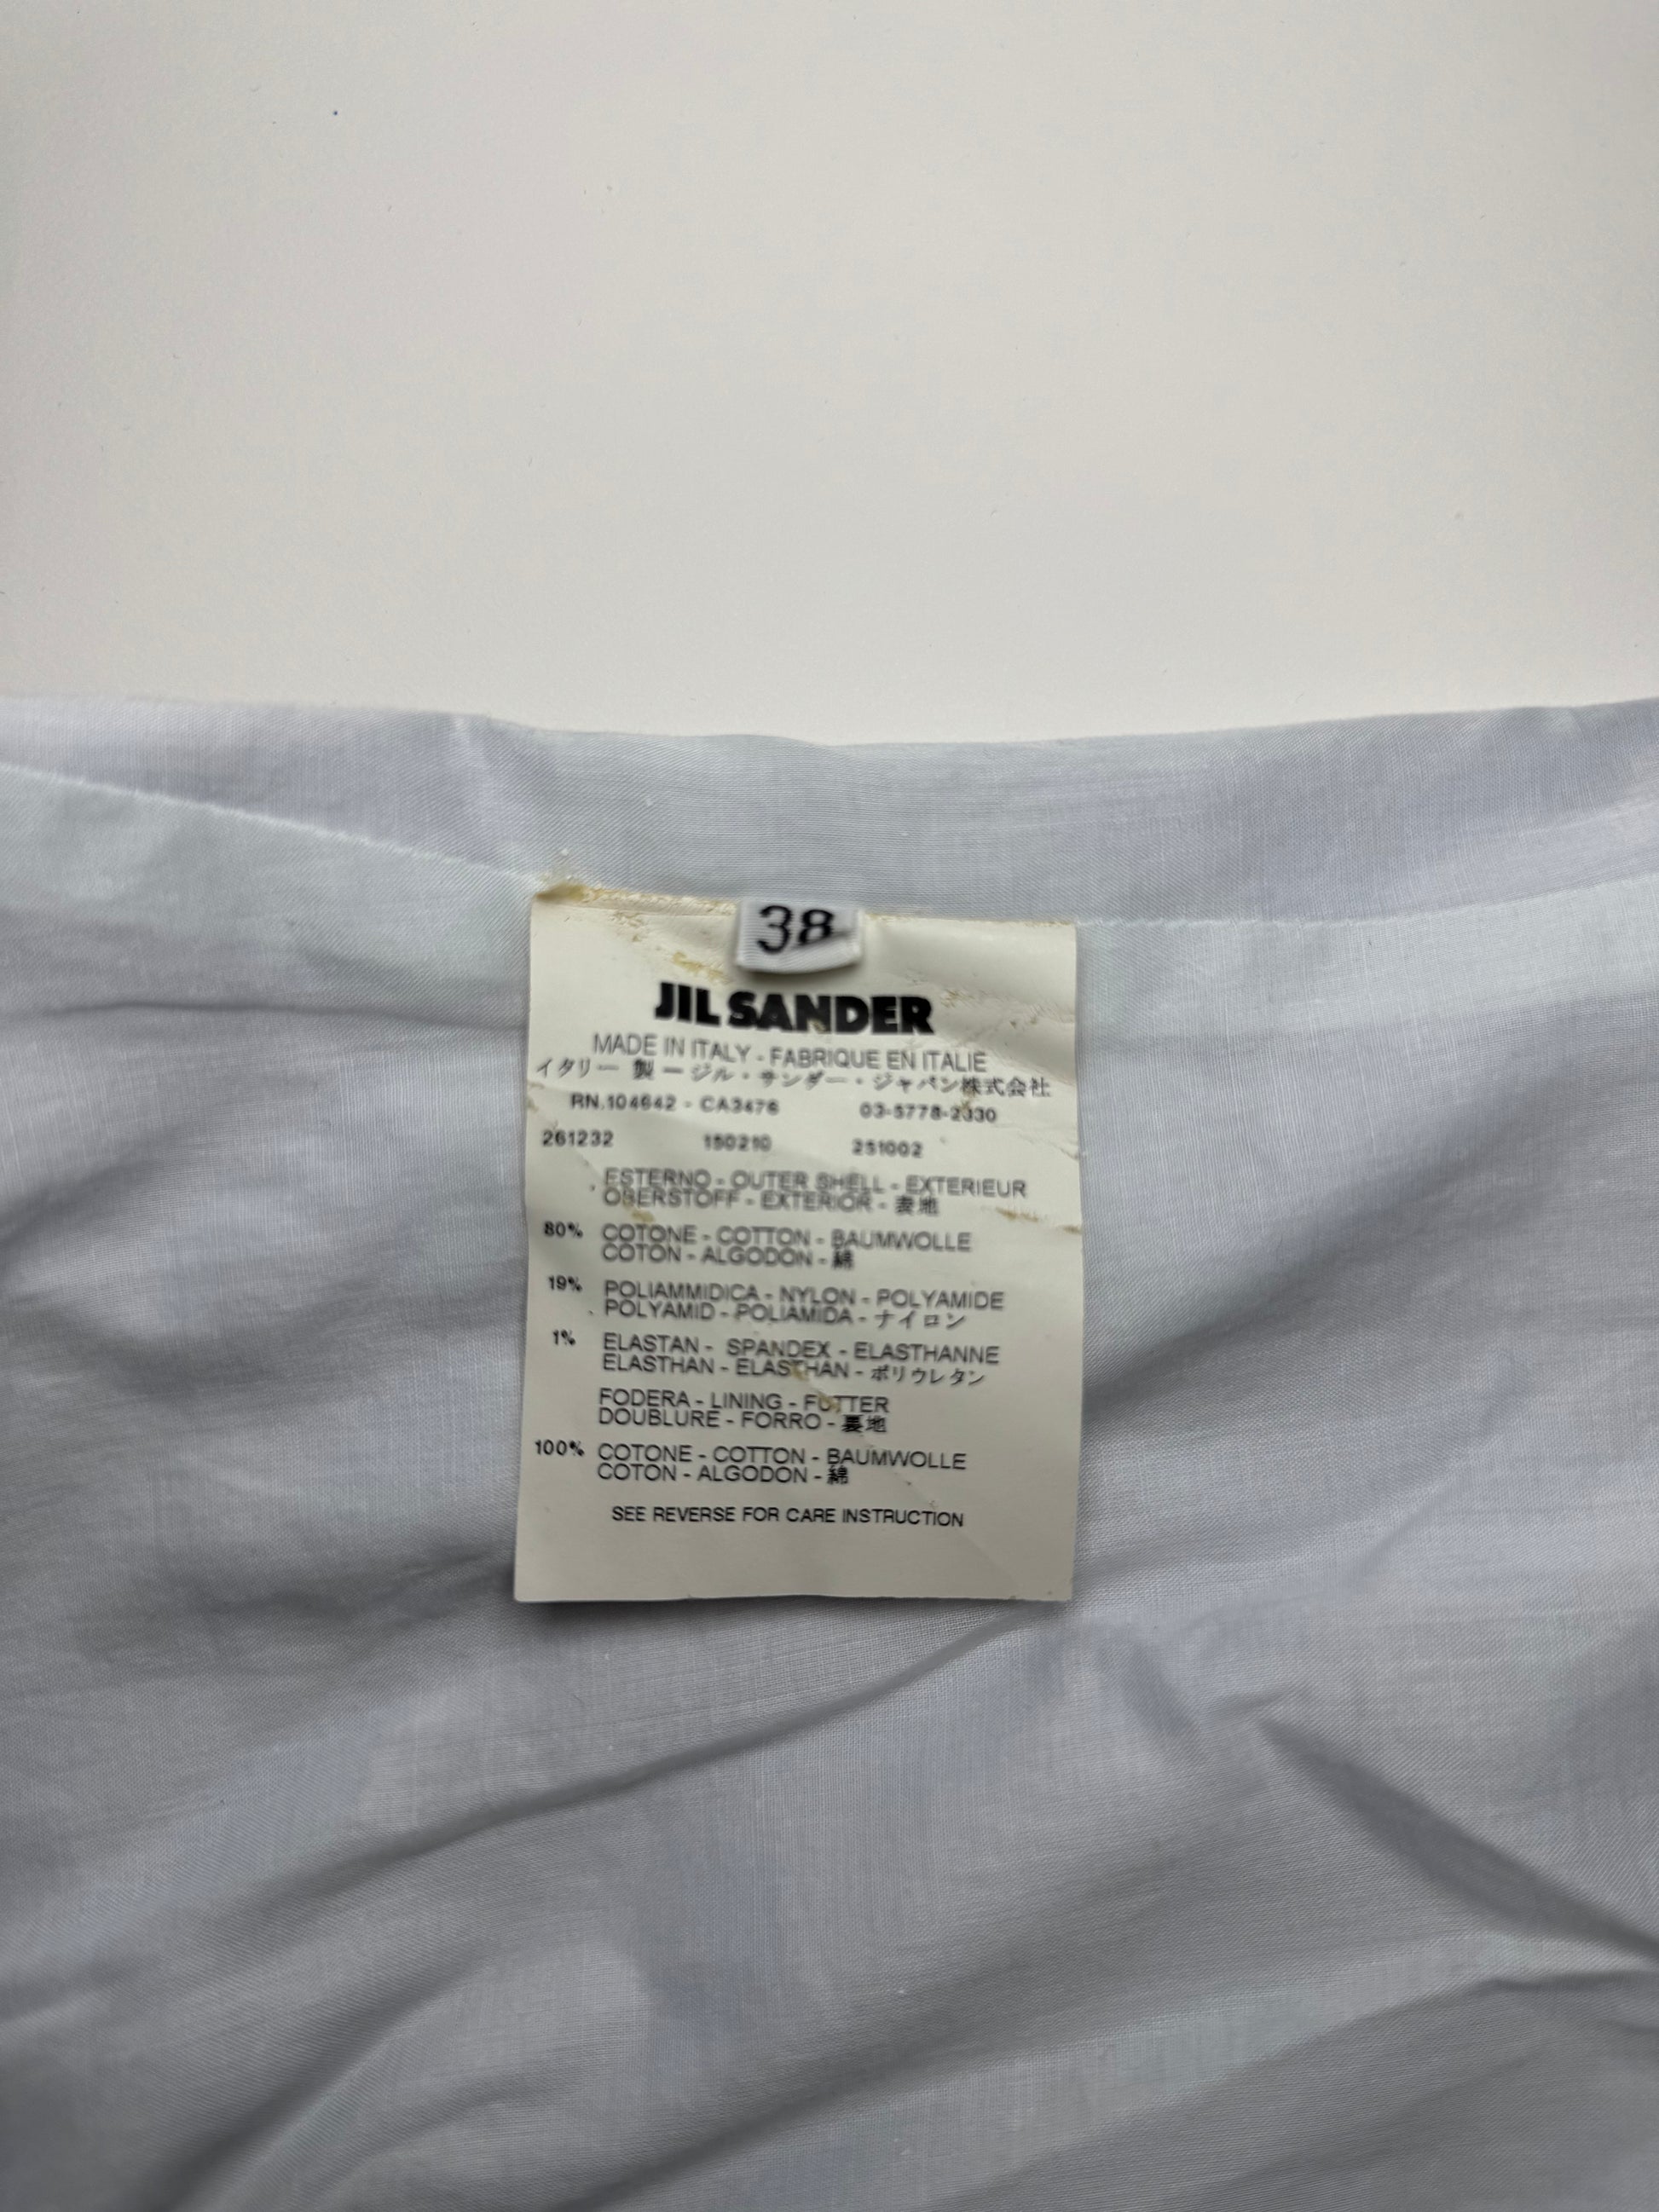 38
JIL SANDER
MADE IN ITALY - FABRIQUE EN ITALIE
イタリー 製 ー ジル・サンダー・ジャパン株式会社
RN.104642 - CA3476 03-5778-2330
261232 150210 251002
ESTERNO - OUTER SHELL - EXTERIEUR
OBERSTOFF - EXTERIOR - 表地
80% COTONE - COTTON - BAUMWOLLE
COTON - ALGODON - 綿
19% POLIAMMIDICA - NYLON - POLYAMIDE
POLYAMID - POLIAMIDA - ナイロン
1% ELASTAN - SPANDEX - ELASTHANNE
ELASTHAN - ELASTHAN - ポリウレタン
FODERA - LINING - FUTTER
DOUBLURE - FORRO - 裏地
100% COTONE - COTTON - BAUMWOLLE
COTON - ALGODON - 綿
SEE REVERSE FOR CARE INSTRUCTION